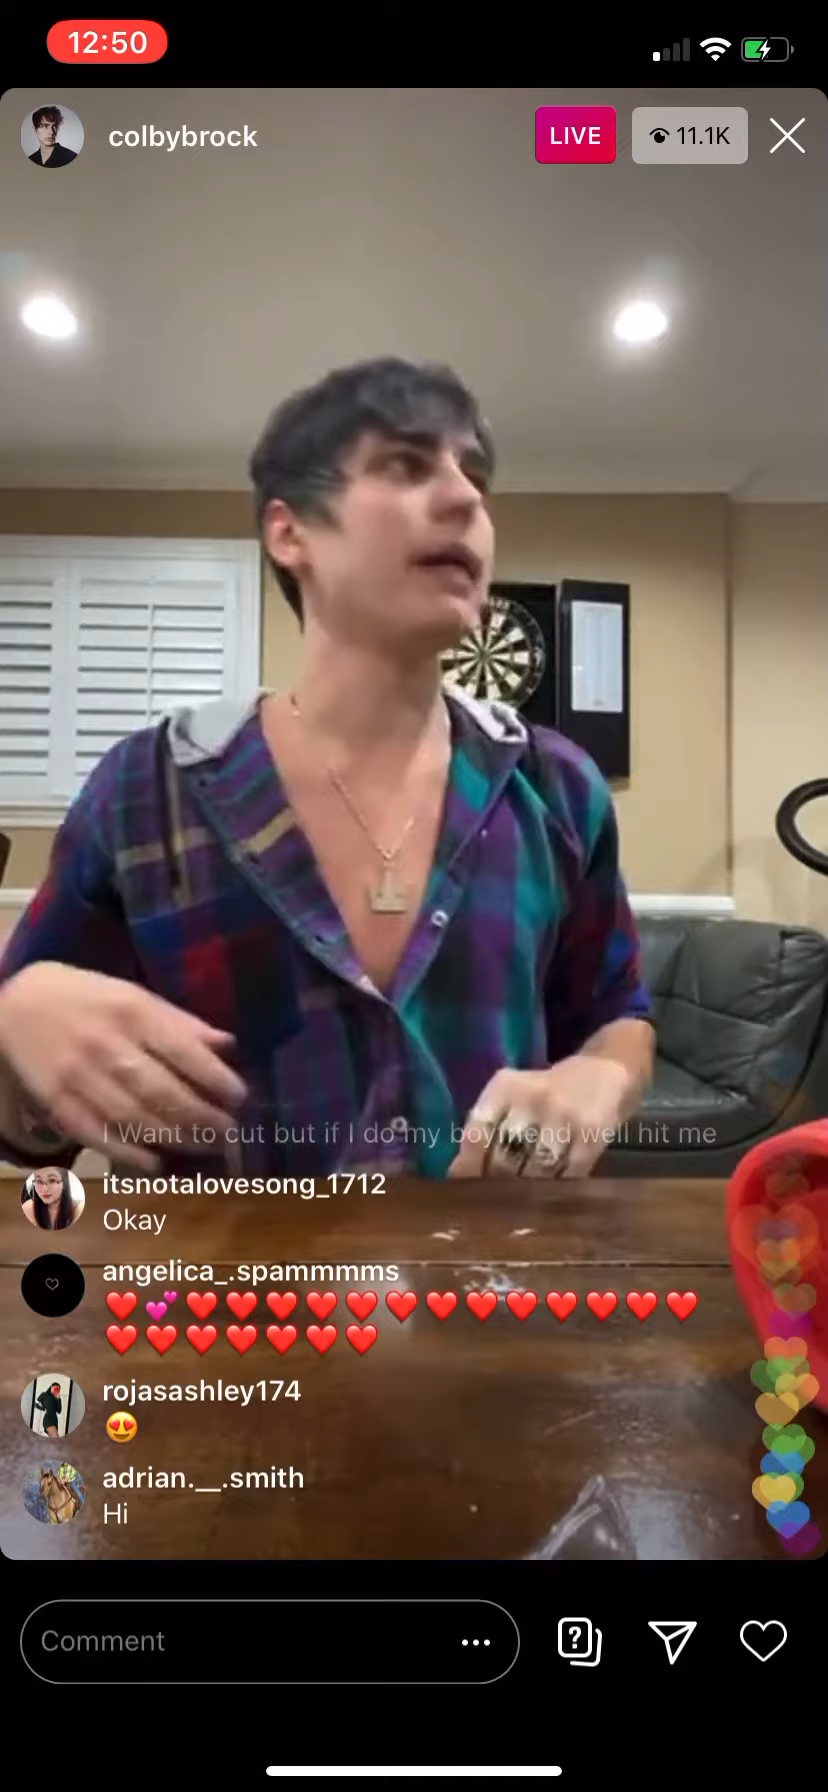 12:50
colbybrock
LIVE
11.1K
I Want to cut but if I do my boyfriend well hit me
itsnotalovesong_1712
Okay
angelica_.spammmms
❤️💕❤️❤️❤️❤️❤️❤️❤️❤️❤️❤️❤️❤️❤️
❤️❤️❤️❤️❤️❤️❤️
rojasashley174
😍
adrian.__.smith
Hi
Comment